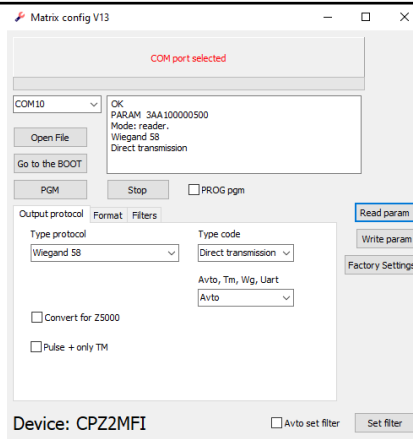 Matrix config V13
COM port selected
COM10
OK
PARAM 3AA100000500
Mode: reader.
Wiegand 58
Direct transmission
Open File
Go to the BOOT
PGM
Stop
PROG pgm
Output protocol
Format
Filters
Read param
Type protocol
Type code
Write param
Wiegand 58
Direct transmission
Factory Settings
Avto, Tm, Wg, Uart
Avto
Convert for Z5000
Pulse + only TM
Device: CPZ2MFI
Avto set filter
Set filter